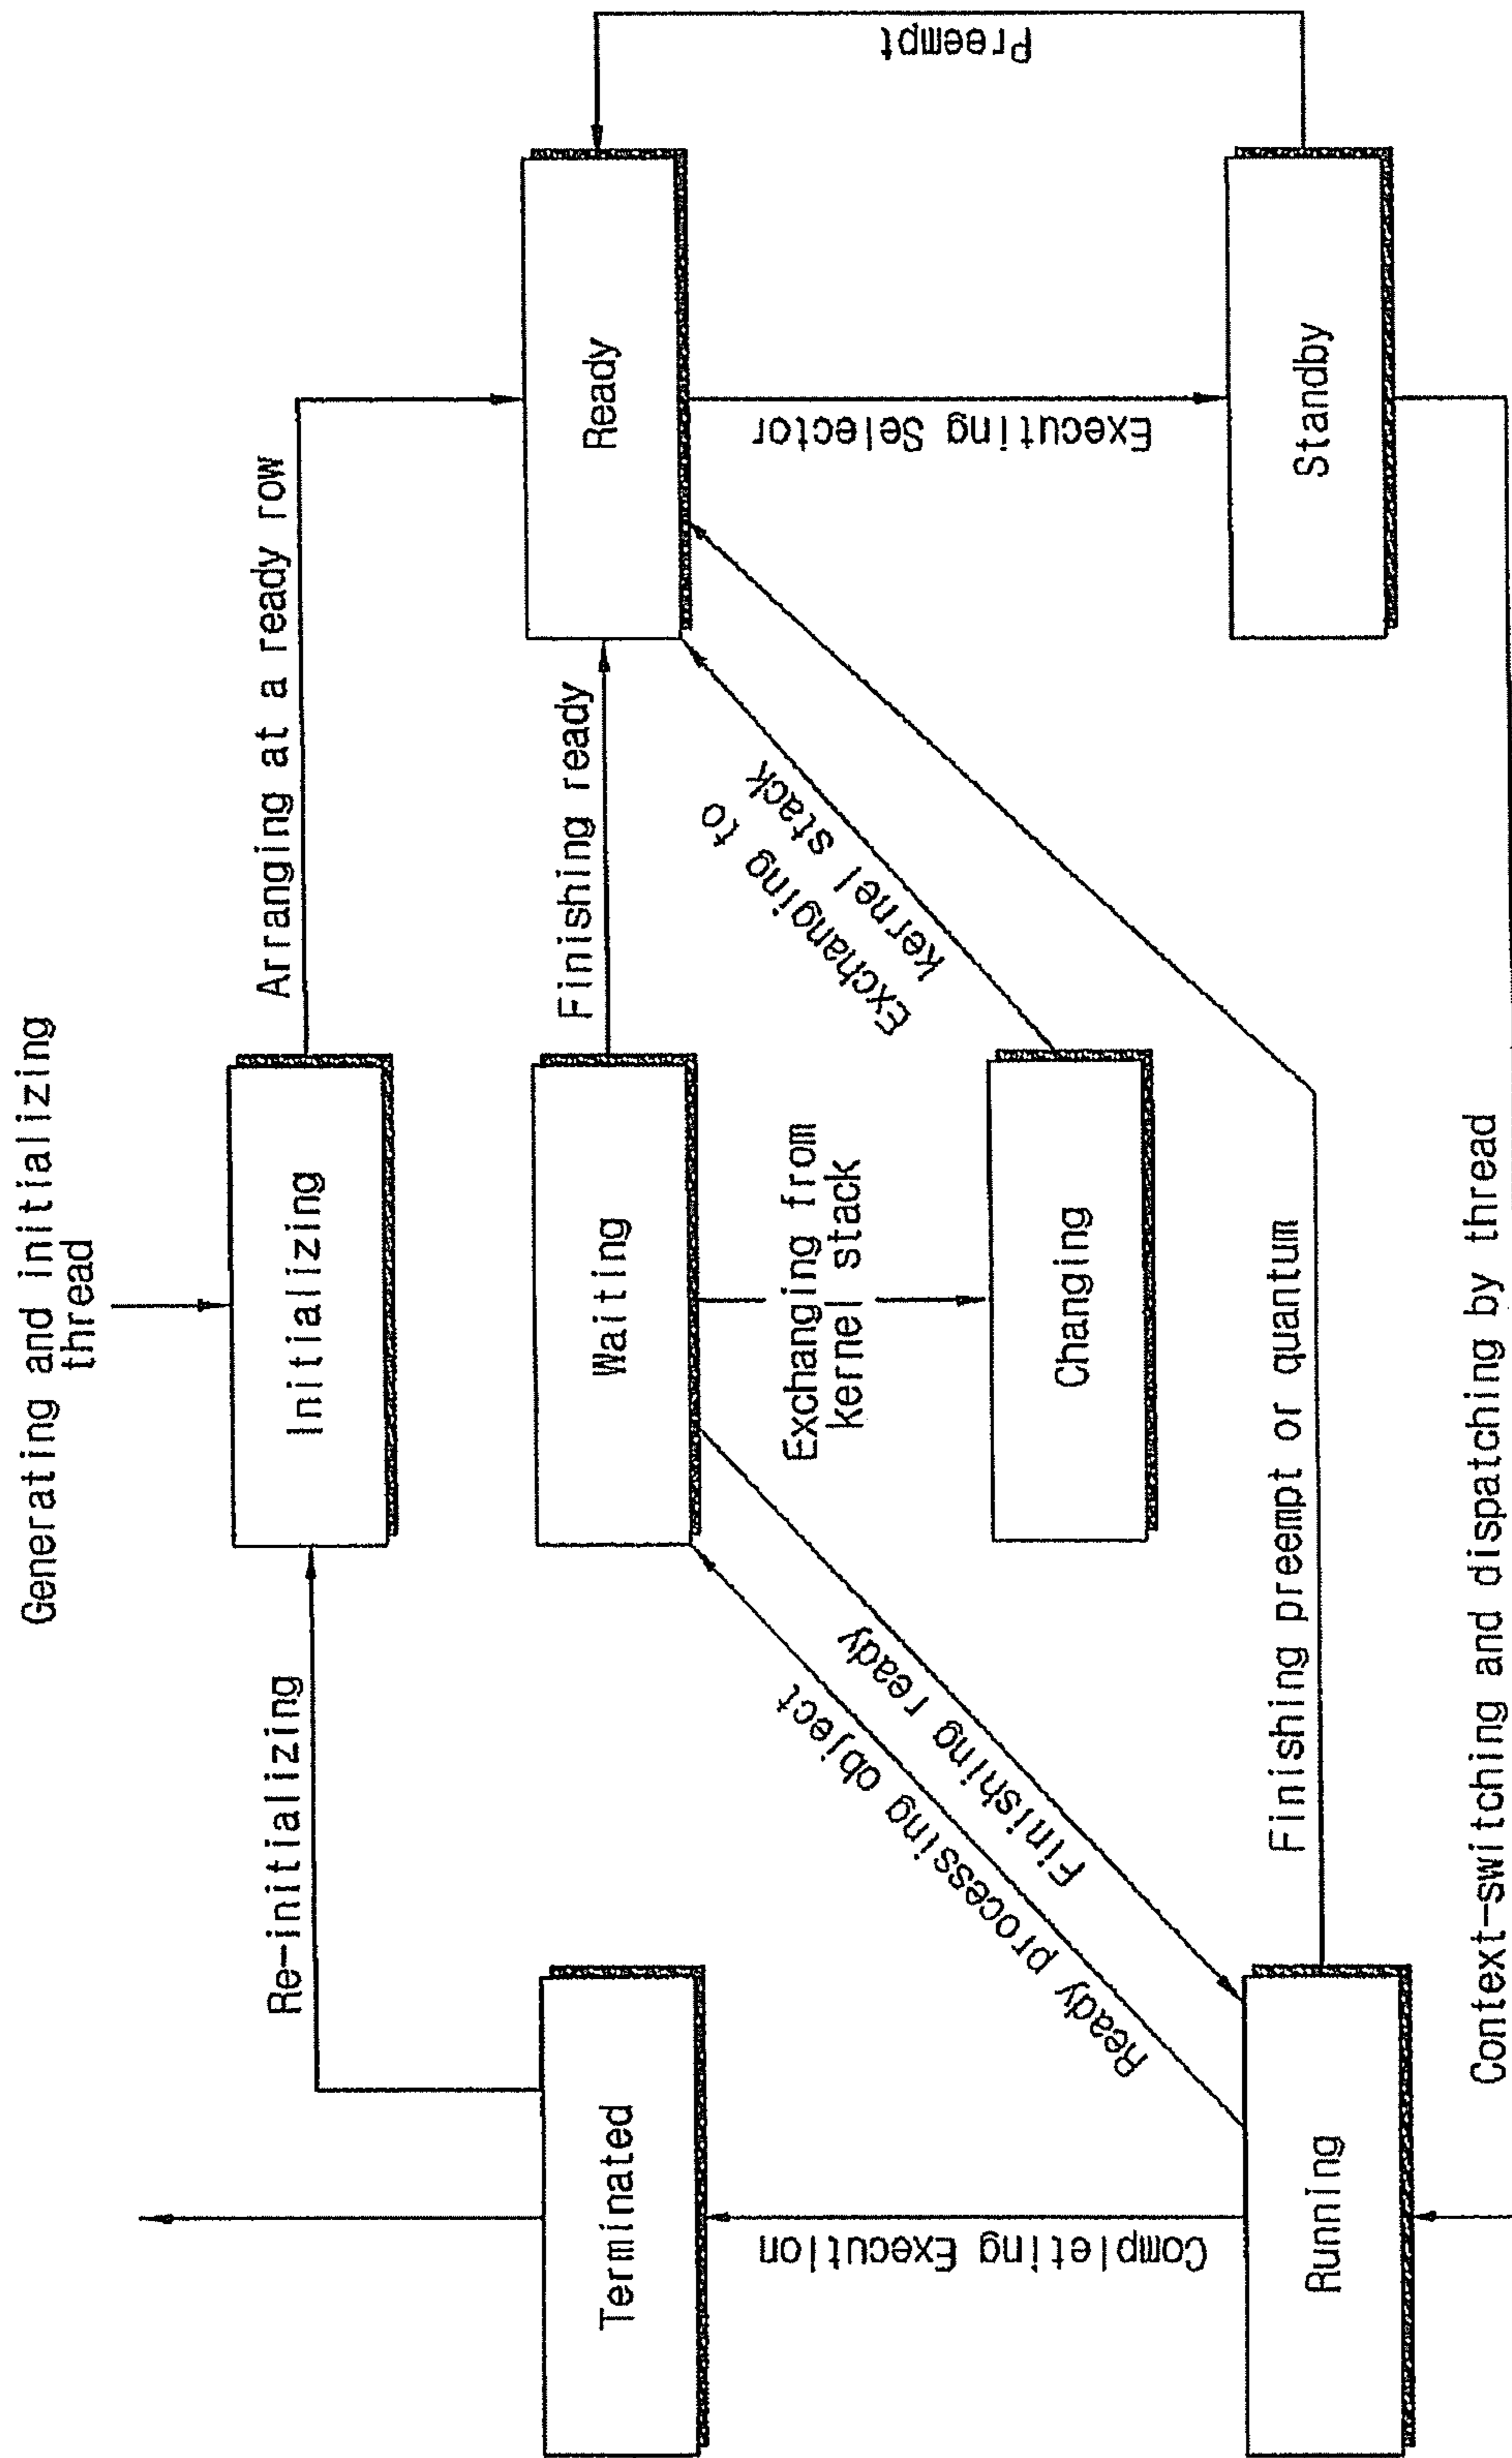 Generating and initializing
thread
Re-initializing
Initializing
Arranging at a ready row
Terminated
Waiting
Finishing ready
Ready
Preempt
Exchanging to
kernel stack
Exchanging from
kernel stack
Ready processing object
Finishing ready
Completing Execution
Changing
Executing Selector
Running
Finishing preempt or quantum
Standby
Context-switching and dispatching by thread